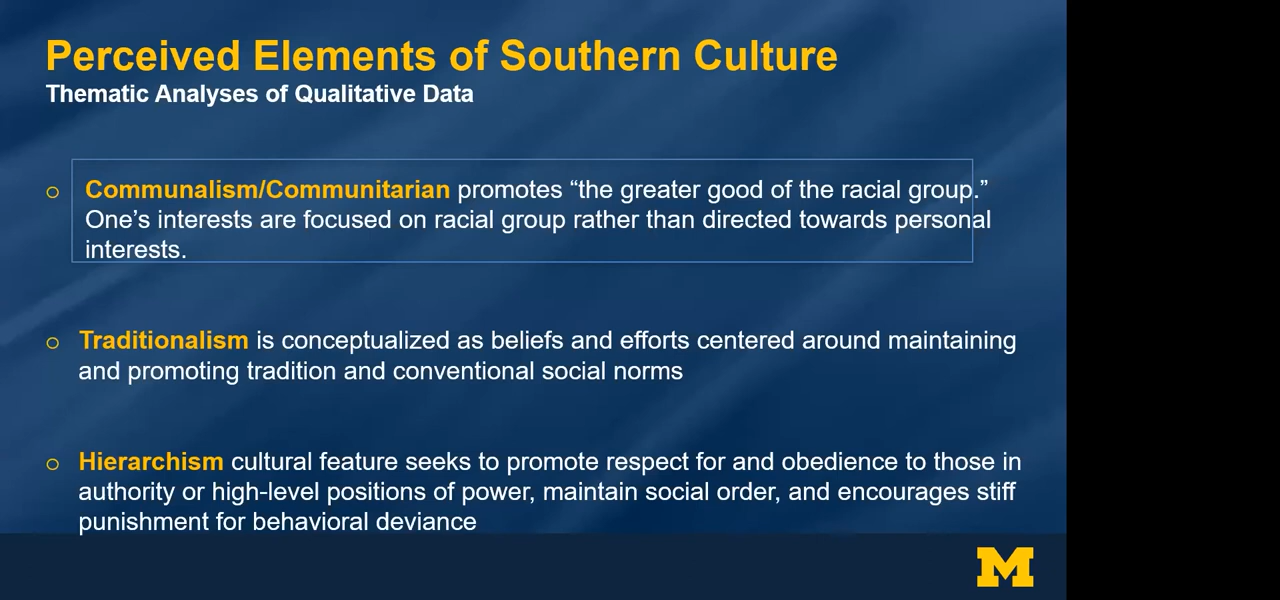 Perceived Elements of Southern Culture
Thematic Analyses of Qualitative Data
Communalism/Communitarian promotes “the greater good of the racial group.”
One’s interests are focused on racial group rather than directed towards personal
interests.
Traditionalism is conceptualized as beliefs and efforts centered around maintaining
and promoting tradition and conventional social norms
Hierarchism cultural feature seeks to promote respect for and obedience to those in
authority or high-level positions of power, maintain social order, and encourages stiff
punishment for behavioral deviance
M